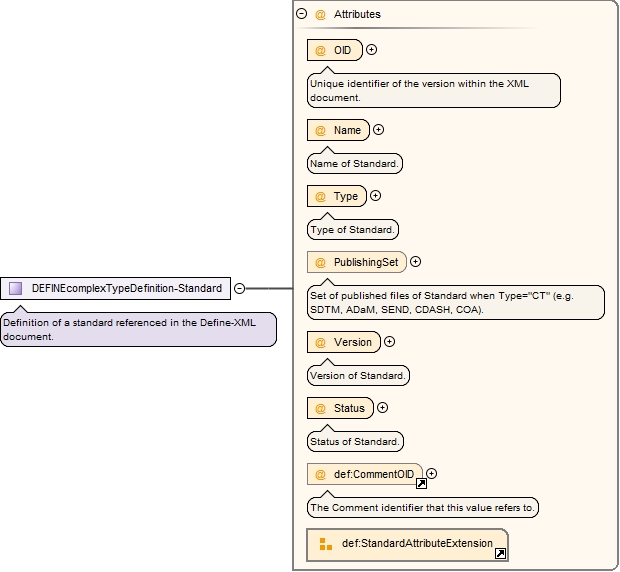 @ Attributes
@ OID
Unique identifier of the version within the XML
document.
@ Name
Name of Standard.
@ Type
Type of Standard.
@ PublishingSet
DEFINEcomplexTypeDefinition-Standard
Set of published files of Standard when Type="CT" (e.g.
SDTM, ADaM, SEND, CDASH, COA).
Definition of a standard referenced in the Define-XML
document.
@ Version
Version of Standard.
@ Status
Status of Standard.
@ def:CommentOID
The Comment identifier that this value refers to.
def:StandardAttributeExtension